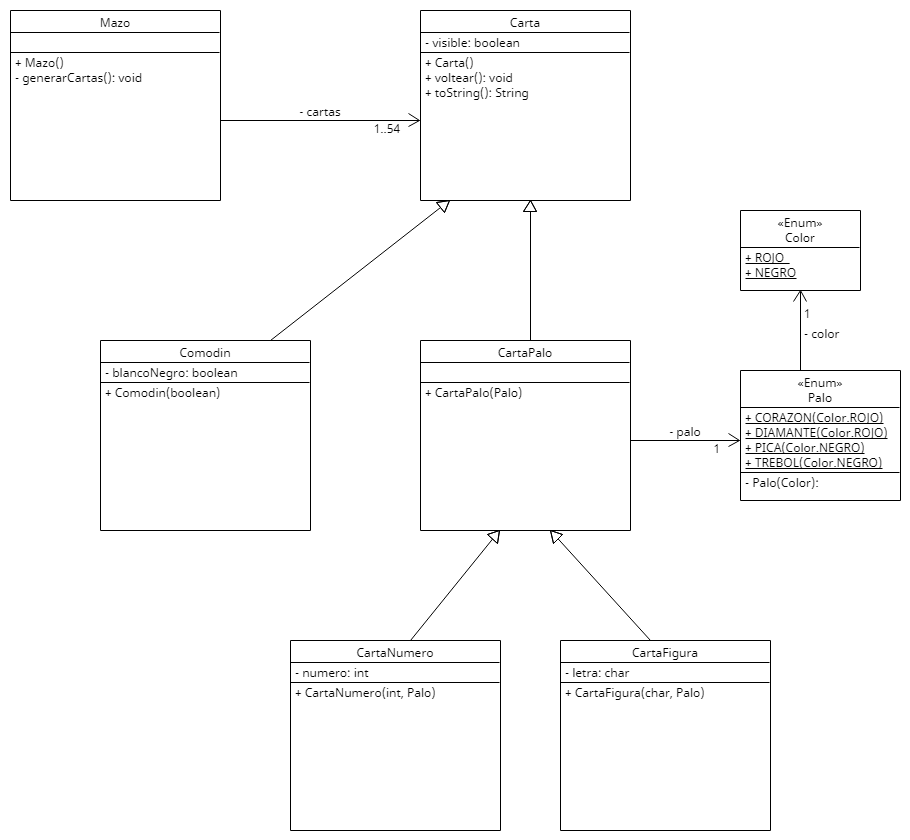 Mazo
+ Mazo()
- generarCartas(): void
Carta
- visible: boolean
+ Carta()
+ voltear(): void
+ toString(): String
- cartas
1..54
«Enum»
Color
+ ROJO
+ NEGRO
1
- color
Comodin
- blancoNegro: boolean
+ Comodin(boolean)
CartaPalo
+ CartaPalo(Palo)
- palo
1
«Enum»
Palo
+ CORAZON(Color.ROJO)
+ DIAMANTE(Color.ROJO)
+ PICA(Color.NEGRO)
+ TREBOL(Color.NEGRO)
- Palo(Color):
CartaNumero
- numero: int
+ CartaNumero(int, Palo)
CartaFigura
- letra: char
+ CartaFigura(char, Palo)